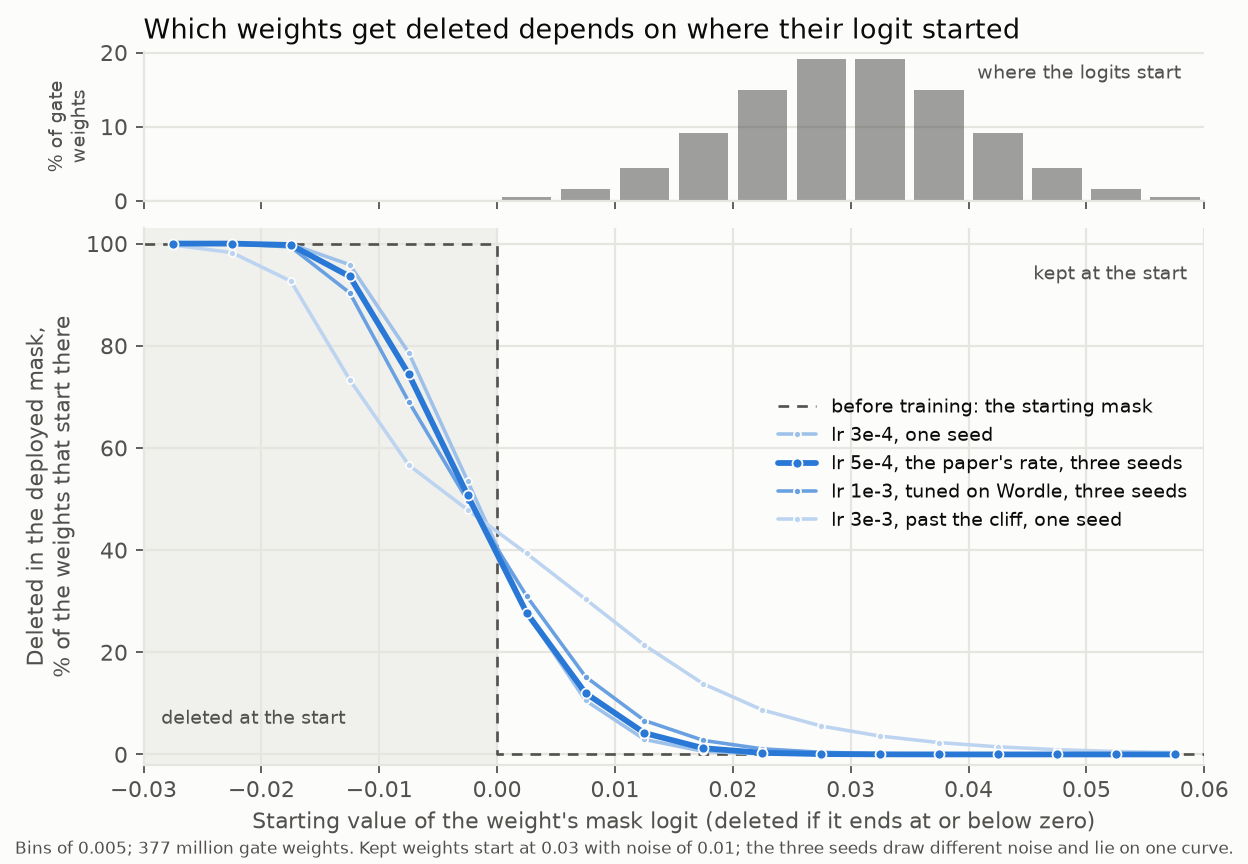 Which weights get deleted depends on where their logit started
% of gate
weights
20
10
0
where the logits start
Deleted in the deployed mask,
% of the weights that start there
100
80
60
40
20
0
kept at the start
deleted at the start
before training: the starting mask
lr 3e-4, one seed
lr 5e-4, the paper's rate, three seeds
lr 1e-3, tuned on Wordle, three seeds
lr 3e-3, past the cliff, one seed
−0.03 −0.02 −0.01 0.00 0.01 0.02 0.03 0.04 0.05 0.06
Starting value of the weight's mask logit (deleted if it ends at or below zero)
Bins of 0.005; 377 million gate weights. Kept weights start at 0.03 with noise of 0.01; the three seeds draw different noise and lie on one curve.